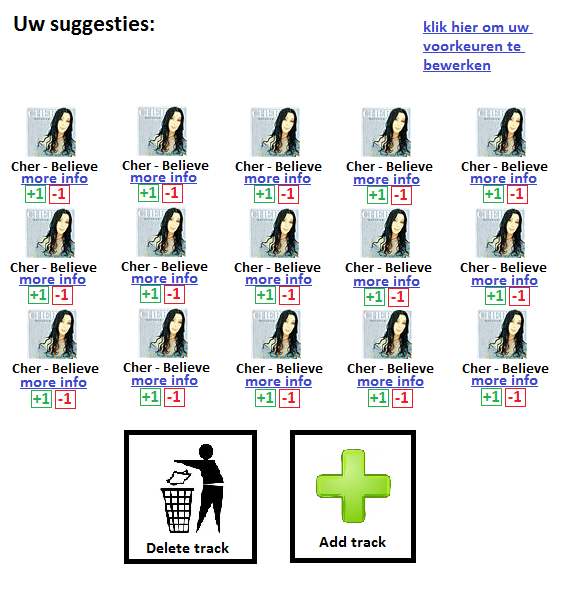 Uw suggesties:
klik hier om uw
voorkeuren te
bewerken
CHER CHER CHER CHER CHER
Cher - Believe Cher - Believe Cher - Believe Cher - Believe Cher - Believe
more info more info more info more info more info
+1 -1 +1 -1 +1 -1 +1 -1 +1 -1
CHER CHER CHER CHER CHER
Cher - Believe Cher - Believe Cher - Believe Cher - Believe Cher - Believe
more info more info more info more info more info
+1 -1 +1 -1 +1 -1 +1 -1 +1 -1
CHER CHER CHER CHER CHER
Cher - Believe Cher - Believe Cher - Believe Cher - Believe Cher - Believe
more info more info more info more info more info
+1 -1 +1 -1 +1 -1 +1 -1 +1 -1
Delete track Add track